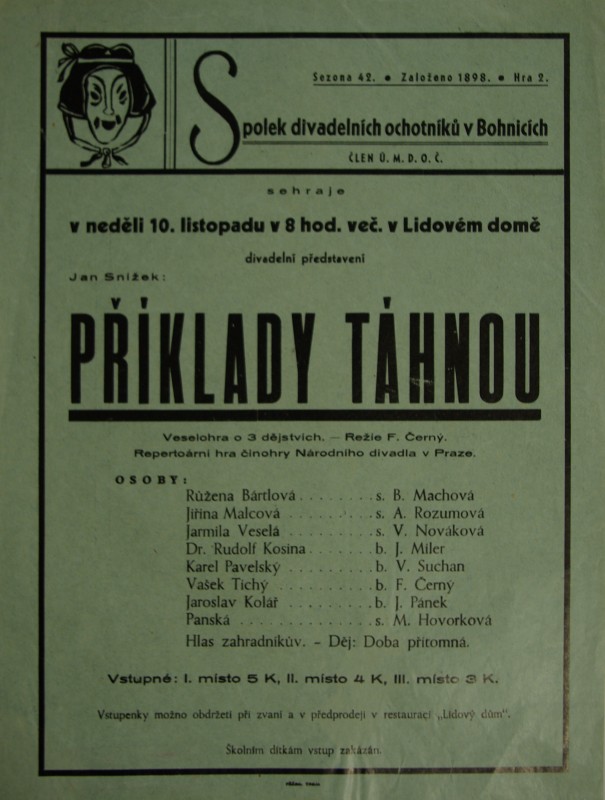 Sezona 42. • Založeno 1898. • Hra 2.
Spolek divadelních ochotníků v Bohnicích
ČLEN Ú. M. D. O. Č.
sehraje
v neděli 10. listopadu v 8 hod. več. v Lidovém domě
divadelní představení
Jan Snížek:
PŘÍKLADY TÁHNOU
Veselohra o 3 dějstvích. — Režie F. Černý.
Repertoární hra činohry Národního divadla v Praze.
OSOBY:
Růžena Bártlová . . . . . . . . s. B. Machová
Jiřina Malcová . . . . . . . . . s. A. Rozumová
Jarmila Veselá . . . . . . . . . s. V. Nováková
Dr. Rudolf Kosina . . . . . . . b. J. Miler
Karel Pavelský . . . . . . . . . b. V. Suchan
Vašek Tichý . . . . . . . . . . b. F. Černý
Jaroslav Kolář . . . . . . . . . b. J. Pánek
Panská . . . . . . . . . . . . . s. M. Hovorková
Hlas zahradníkův. – Děj: Doba přítomná.
Vstupné: I. místo 5 K, II. místo 4 K, III. místo 3 K.
Vstupenky možno obdržeti při zvaní a v předprodeji v restauraci „Lidový dům“.
Školním dítkám vstup zakázán.